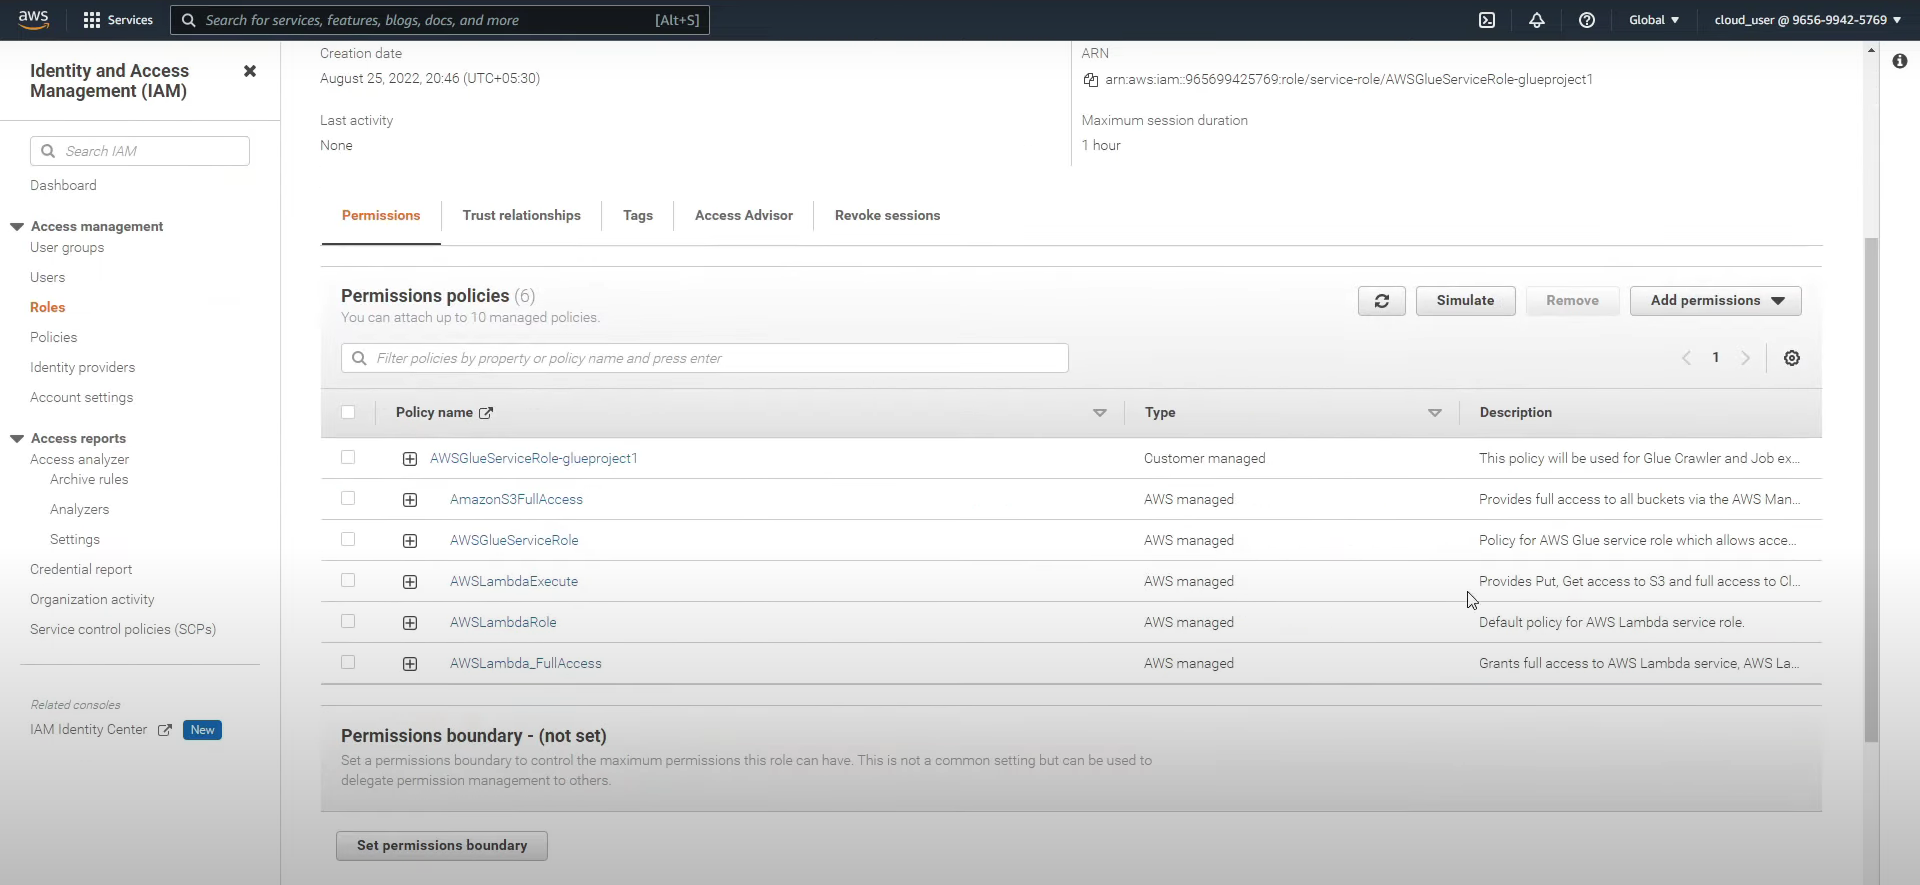 aws
Services
Search for services, features, blogs, docs, and more
[Alt+S]
Global
cloud_user @ 9656-9942-5769
Identity and Access
Management (IAM)
Search IAM
Dashboard
Access management
User groups
Users
Roles
Policies
Identity providers
Account settings
Access reports
Access analyzer
Archive rules
Analyzers
Settings
Credential report
Organization activity
Service control policies (SCPs)
Related consoles
IAM Identity Center
New
Creation date
August 25, 2022, 20:46 (UTC+05:30)
ARN
arn:aws:iam::965699425769:role/service-role/AWSGlueServiceRole-glueproject1
Last activity
None
Maximum session duration
1 hour
Permissions
Trust relationships
Tags
Access Advisor
Revoke sessions
Permissions policies (6)
You can attach up to 10 managed policies.
Simulate
Remove
Add permissions
Filter policies by property or policy name and press enter
1
Policy name
Type
Description
AWSGlueServiceRole-glueproject1
Customer managed
This policy will be used for Glue Crawler and Job ex...
AmazonS3FullAccess
AWS managed
Provides full access to all buckets via the AWS Man...
AWSGlueServiceRole
AWS managed
Policy for AWS Glue service role which allows acce...
AWSLambdaExecute
AWS managed
Provides Put, Get access to S3 and full access to Cl...
AWSLambdaRole
AWS managed
Default policy for AWS Lambda service role.
AWSLambda_FullAccess
AWS managed
Grants full access to AWS Lambda service, AWS La...
Permissions boundary - (not set)
Set a permissions boundary to control the maximum permissions this role can have. This is not a common setting but can be used to
delegate permission management to others.
Set permissions boundary